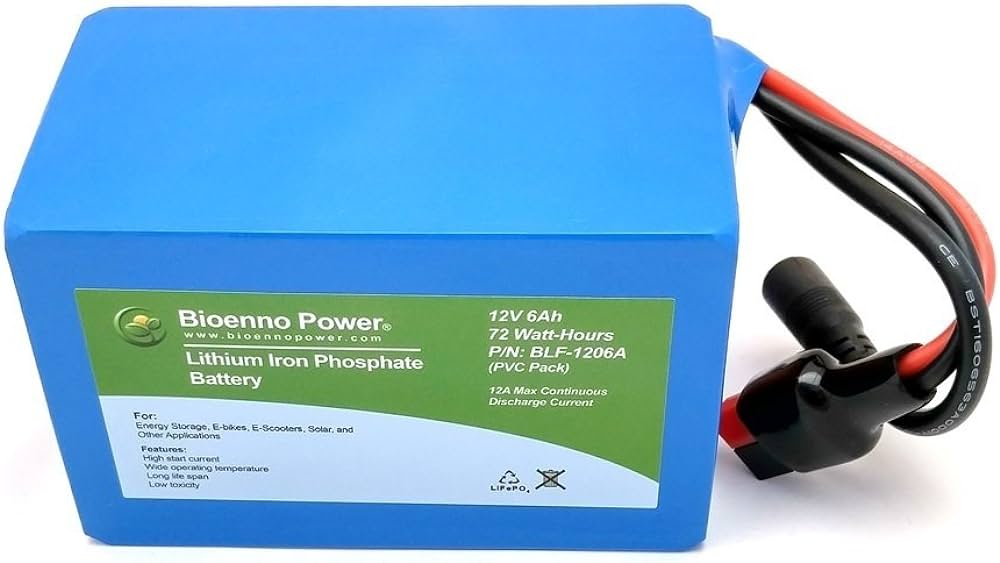 Bioenno Power®
www.bioennopower.com
Lithium Iron Phosphate
Battery
12V 6Ah
72 Watt-Hours
P/N: BLF-1206A
(PVC Pack)
12A Max Continuous
Discharge Current
For:
Energy Storage, E-bikes, E-Scooters, Solar, and
Other Applications
Features:
High start current
Wide operating temperature
Long life span
Low toxicity
LiFePO₄
CE BST1606563A000